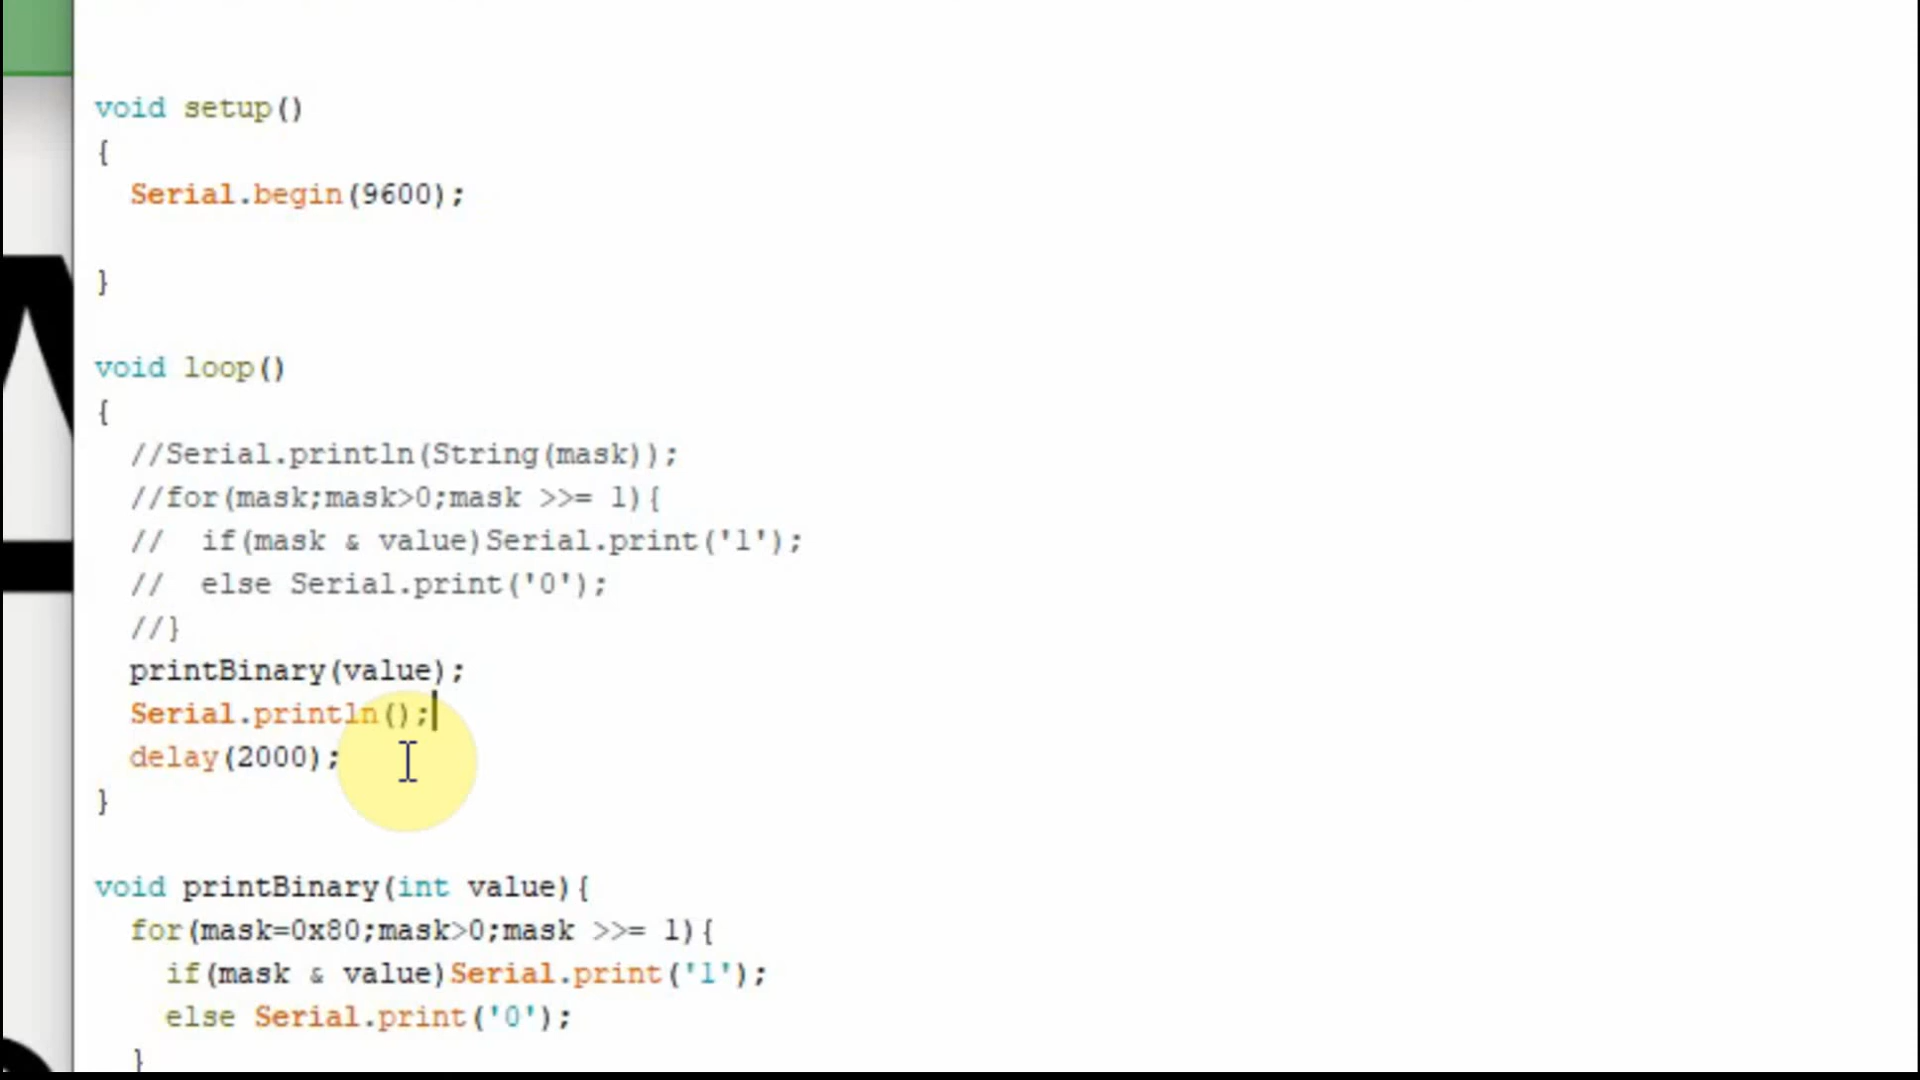 void setup()
{
  Serial.begin(9600);
}
void loop()
{
  //Serial.println(String(mask));
  //for(mask;mask>0;mask >>= 1){
  //  if(mask & value)Serial.print('1');
  //  else Serial.print('0');
  //}
  printBinary(value);
  Serial.println();
  delay(2000);
}
void printBinary(int value){
  for(mask=0x80;mask>0;mask >>= 1){
    if(mask & value)Serial.print('1');
    else Serial.print('0');
  }